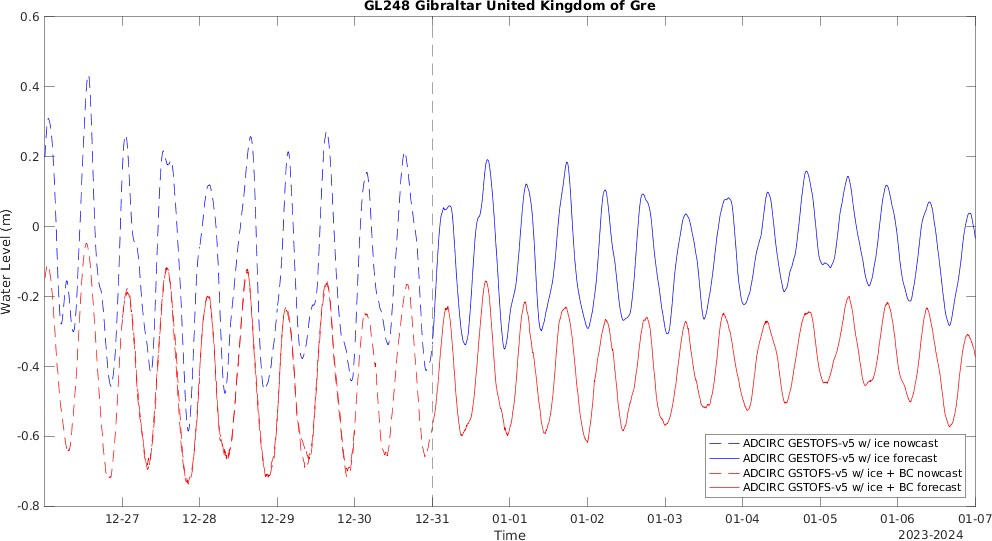 GL248 Gibraltar United Kingdom of Gre
0.6
0.4
0.2
0
-0.2
-0.4
-0.6
-0.8
Water Level (m)
ADCIRC GESTOFS-v5 w/ ice nowcast
ADCIRC GESTOFS-v5 w/ ice forecast
ADCIRC GSTOFS-v5 w/ ice + BC nowcast
ADCIRC GSTOFS-v5 w/ ice + BC forecast
12-27 12-28 12-29 12-30 12-31 01-01 01-02 01-03 01-04 01-05 01-06 01-07
Time
2023-2024